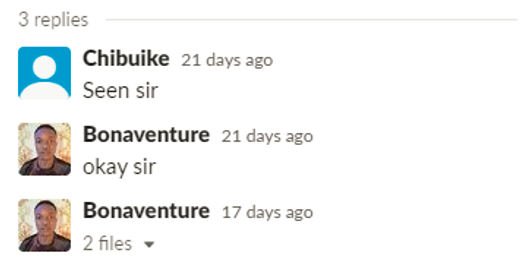 3 replies
Chibuike 21 days ago
Seen sir
Bonaventure 21 days ago
okay sir
Bonaventure 17 days ago
2 files